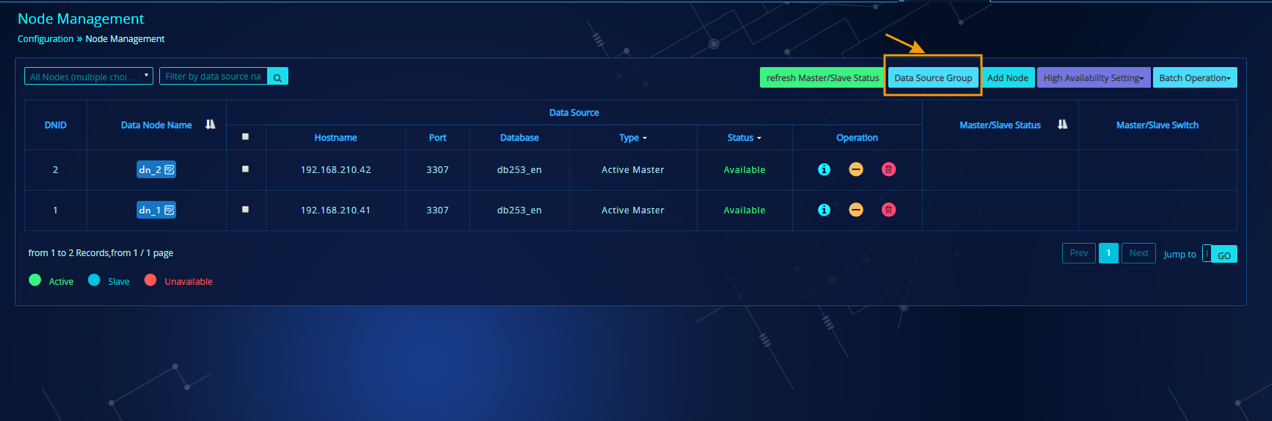 Node Management
Configuration » Node Management
All Nodes (multiple choi...
Filter by data source na
refresh Master/Slave Status
Data Source Group
Add Node
High Availability Setting
Batch Operation
DNID
Data Node Name
Data Source
Master/Slave Status
Master/Slave Switch
Hostname
Port
Database
Type
Status
Operation
2
dn_2
192.168.210.42
3307
db253_en
Active Master
Available
1
dn_1
192.168.210.41
3307
db253_en
Active Master
Available
from 1 to 2 Records,from 1 / 1 page
Prev
1
Next
Jump to
GO
Active
Slave
Unavailable